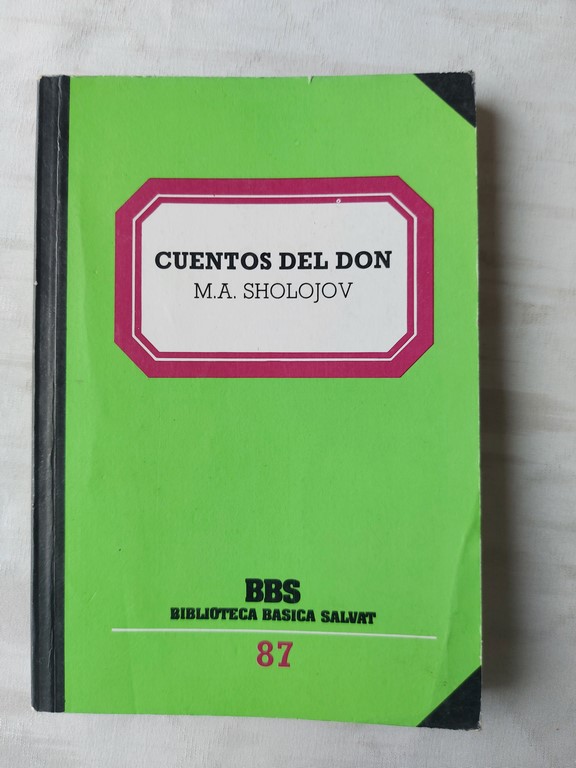 CUENTOS DEL DON
M.A. SHOLOJOV
BBS
BIBLIOTECA BASICA SALVAT
87